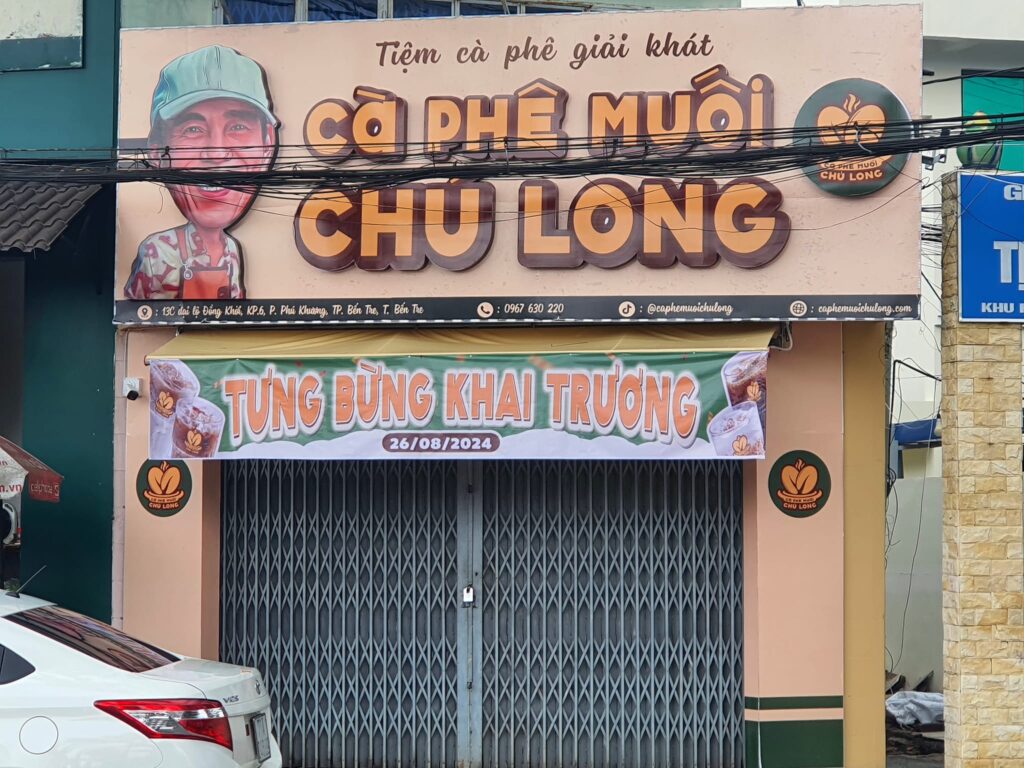 Tiệm cà phê giải khát
CÀ PHÊ MUỐI
CHÚ LONG
CÀ PHÊ MUỐI
CHÚ LONG
: 13C đại lộ Đồng Khởi, KP.6, P. Phú Khương, TP. Bến Tre, T. Bến Tre
: 0967 630 220
: @caphemuoichulong
: caphemuoichulong.com
TƯNG BỪNG KHAI TRƯƠNG
26/08/2024
CÀ PHÊ MUỐI
CHÚ LONG
CÀ PHÊ MUỐI
CHÚ LONG
KHU